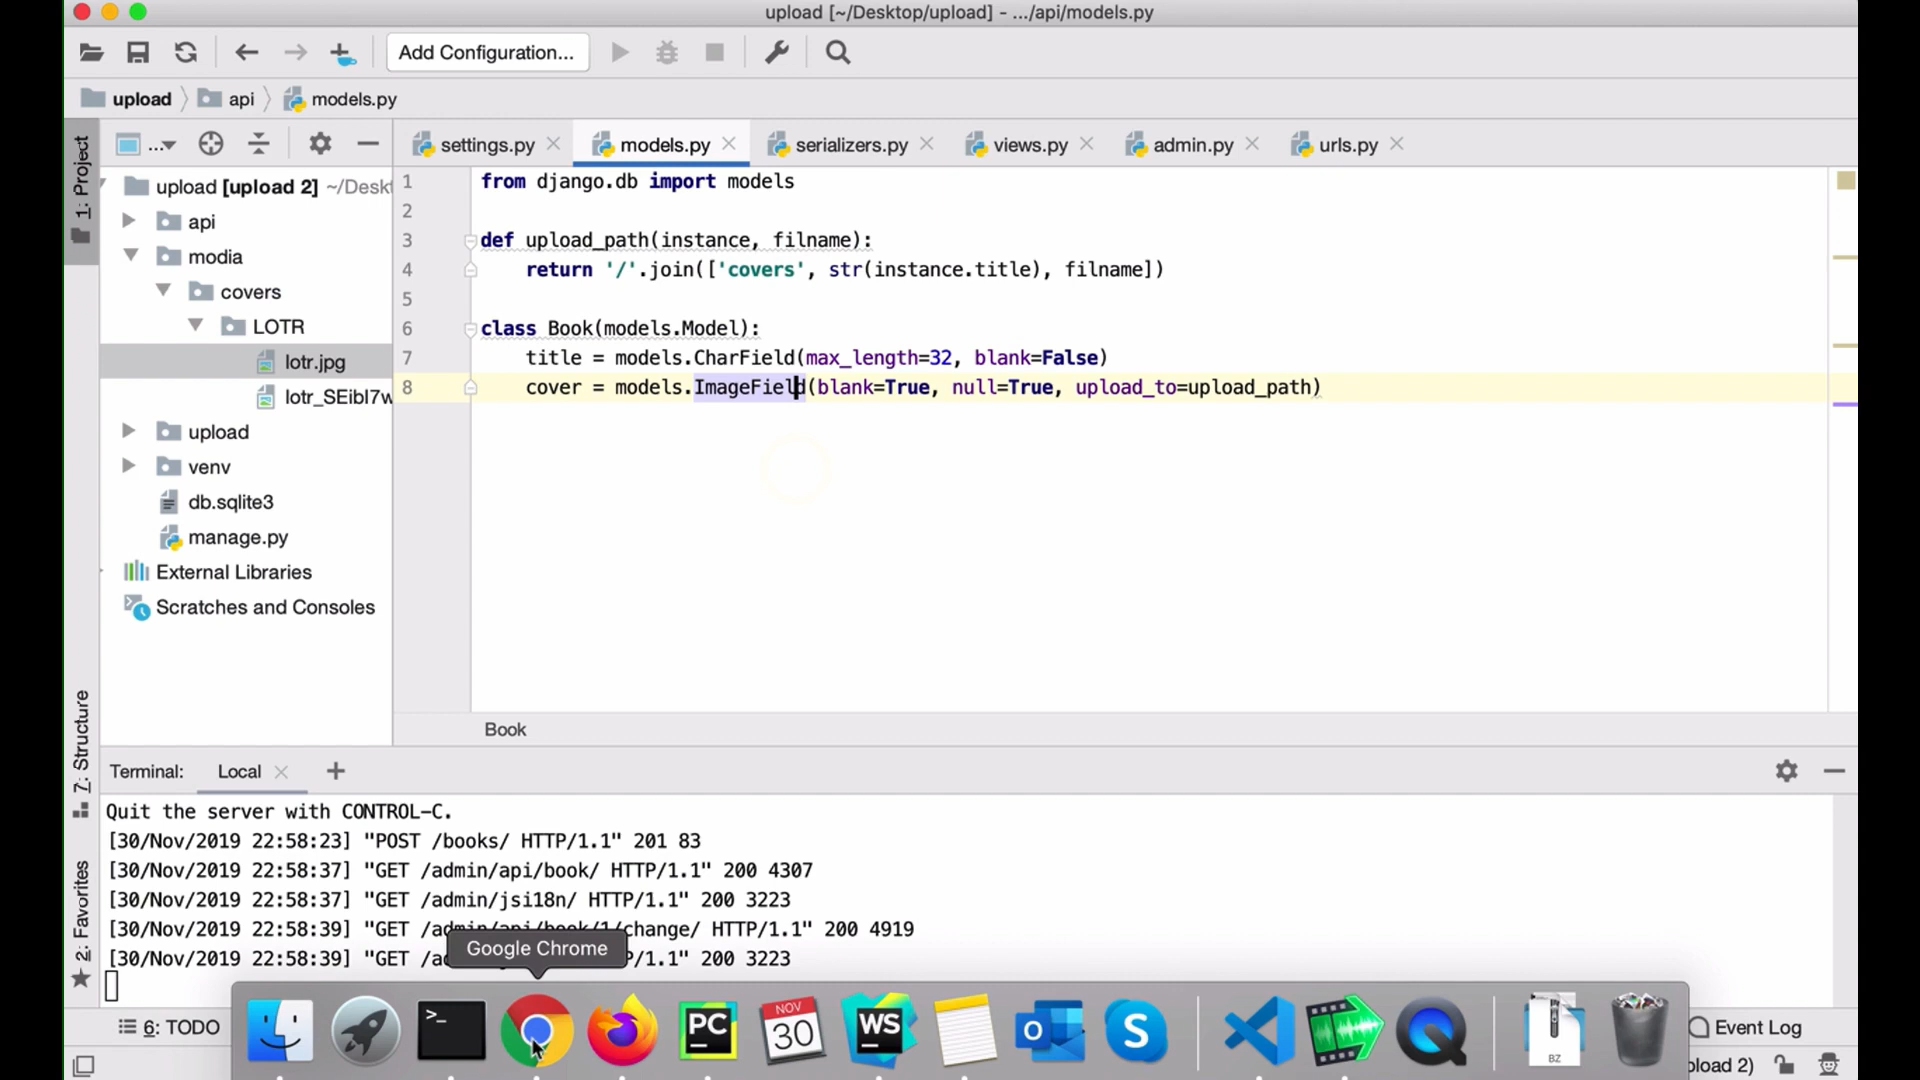 upload [~/Desktop/upload] - .../api/models.py
Add Configuration...
upload api models.py
1: Project
... settings.py models.py serializers.py views.py admin.py urls.py
upload [upload 2] ~/Deskt
api
modia
covers
LOTR
lotr.jpg
lotr_SEibI7w
upload
venv
db.sqlite3
manage.py
External Libraries
Scratches and Consoles
1 from django.db import models
2
3 def upload_path(instance, filname):
4 return '/'.join(['covers', str(instance.title), filname])
5
6 class Book(models.Model):
7 title = models.CharField(max_length=32, blank=False)
8 cover = models.ImageField(blank=True, null=True, upload_to=upload_path)
Book
7: Structure
2: Favorites
Terminal: Local +
Quit the server with CONTROL-C.
[30/Nov/2019 22:58:23] "POST /books/ HTTP/1.1" 201 83
[30/Nov/2019 22:58:37] "GET /admin/api/book/ HTTP/1.1" 200 4307
[30/Nov/2019 22:58:37] "GET /admin/jsi18n/ HTTP/1.1" 200 3223
[30/Nov/2019 22:58:39] "GET /admin/api/book/1/change/ HTTP/1.1" 200 4919
[30/Nov/2019 22:58:39] "GET /a /1.1" 200 3223
Google Chrome
6: TODO
>_
PC
NOV
30
WS
O
S
BZ
Event Log
pload 2)